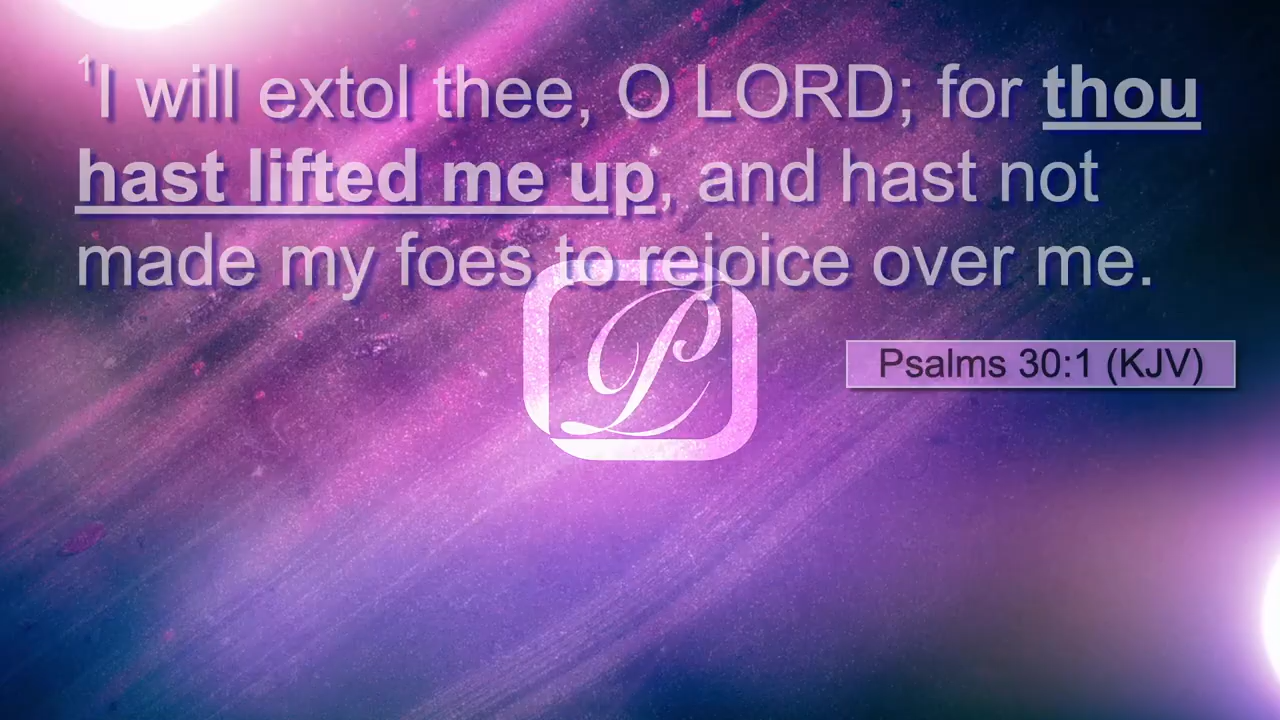 ¹I will extol thee, O LORD; for thou
hast lifted me up, and hast not
made my foes to rejoice over me.
P
Psalms 30:1 (KJV)